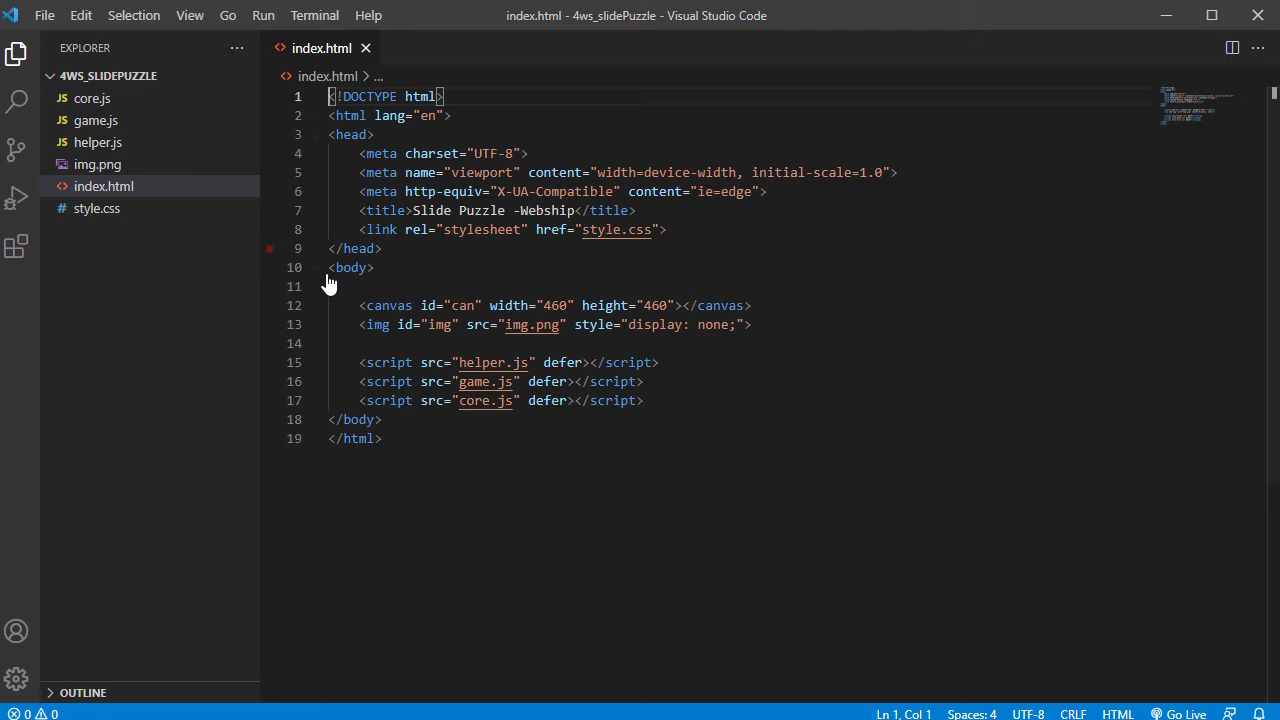 File Edit Selection View Go Run Terminal Help index.html - 4ws_slidePuzzle - Visual Studio Code
EXPLORER ...
4WS_SLIDEPUZZLE
JS core.js
JS game.js
JS helper.js
img.png
<> index.html
# style.css
OUTLINE
<> index.html
<> index.html > ...
1 <!DOCTYPE html>
2 <html lang="en">
3 <head>
4 <meta charset="UTF-8">
5 <meta name="viewport" content="width=device-width, initial-scale=1.0">
6 <meta http-equiv="X-UA-Compatible" content="ie=edge">
7 <title>Slide Puzzle -Webship</title>
8 <link rel="stylesheet" href="style.css">
9 </head>
10 <body>
11
12 <canvas id="can" width="460" height="460"></canvas>
13 <img id="img" src="img.png" style="display: none;">
14
15 <script src="helper.js" defer></script>
16 <script src="game.js" defer></script>
17 <script src="core.js" defer></script>
18 </body>
19 </html>
0 0 Ln 1, Col 1 Spaces: 4 UTF-8 CRLF HTML Go Live